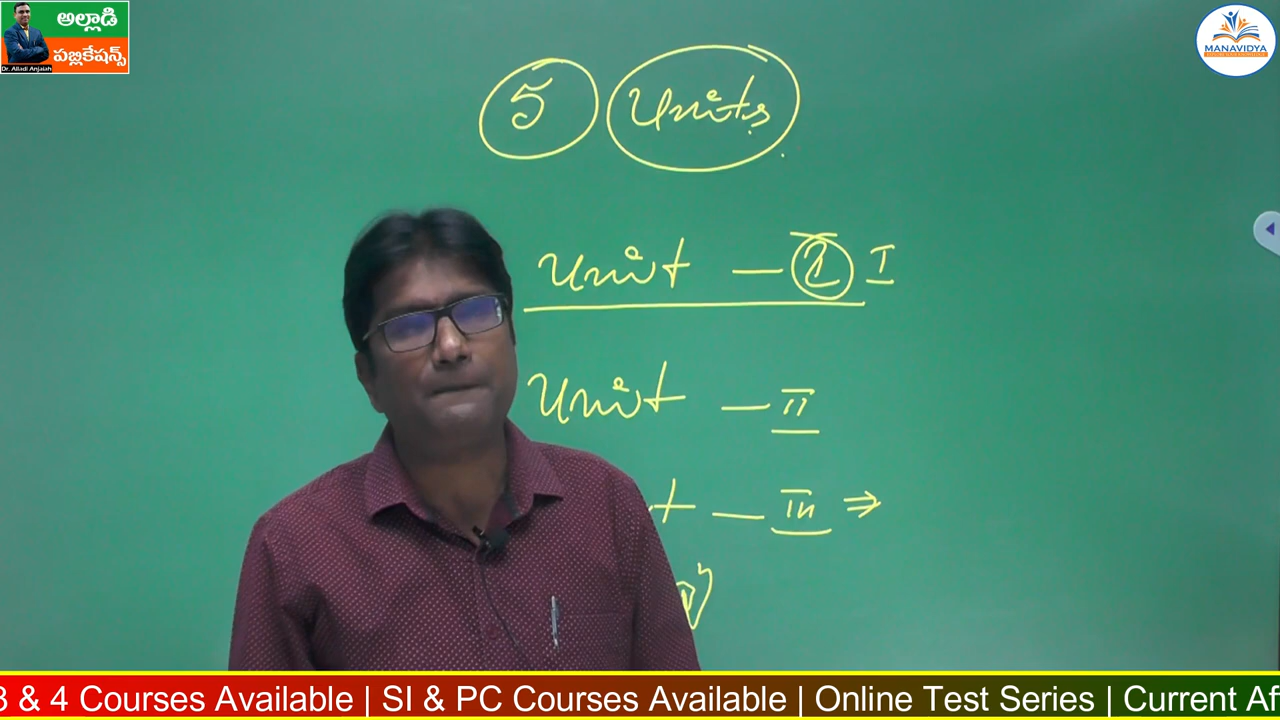 అల్లాడి
పబ్లికేషన్స్
Dr. Alladi Anjaiah
MANAVIDYA
5 Units
Unit — I I
Unit — II
t — III ⇒
3 & 4 Courses Available | SI & PC Courses Available | Online Test Series | Current Af